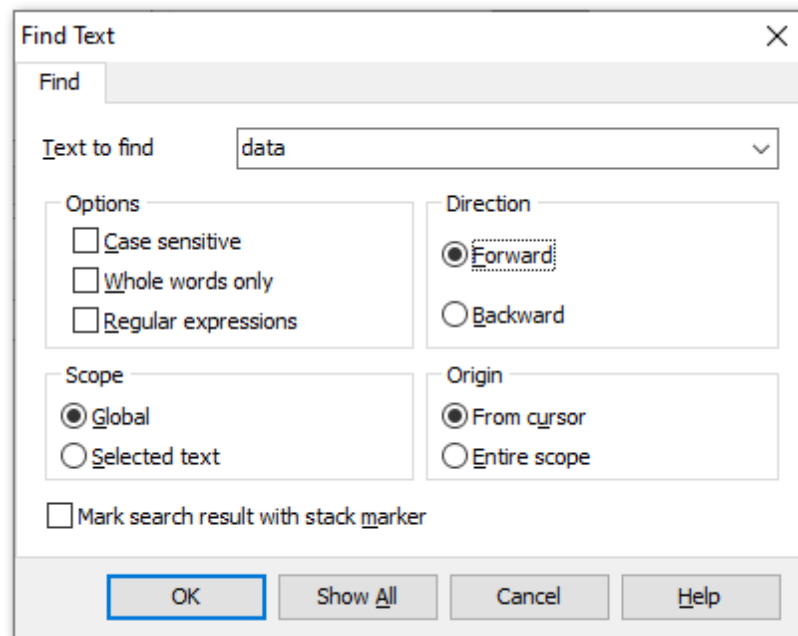 Find Text
Find
Text to find data
Options
Case sensitive
Whole words only
Regular expressions
Direction
Forward
Backward
Scope
Global
Selected text
Origin
From cursor
Entire scope
Mark search result with stack marker
OK Show All Cancel Help